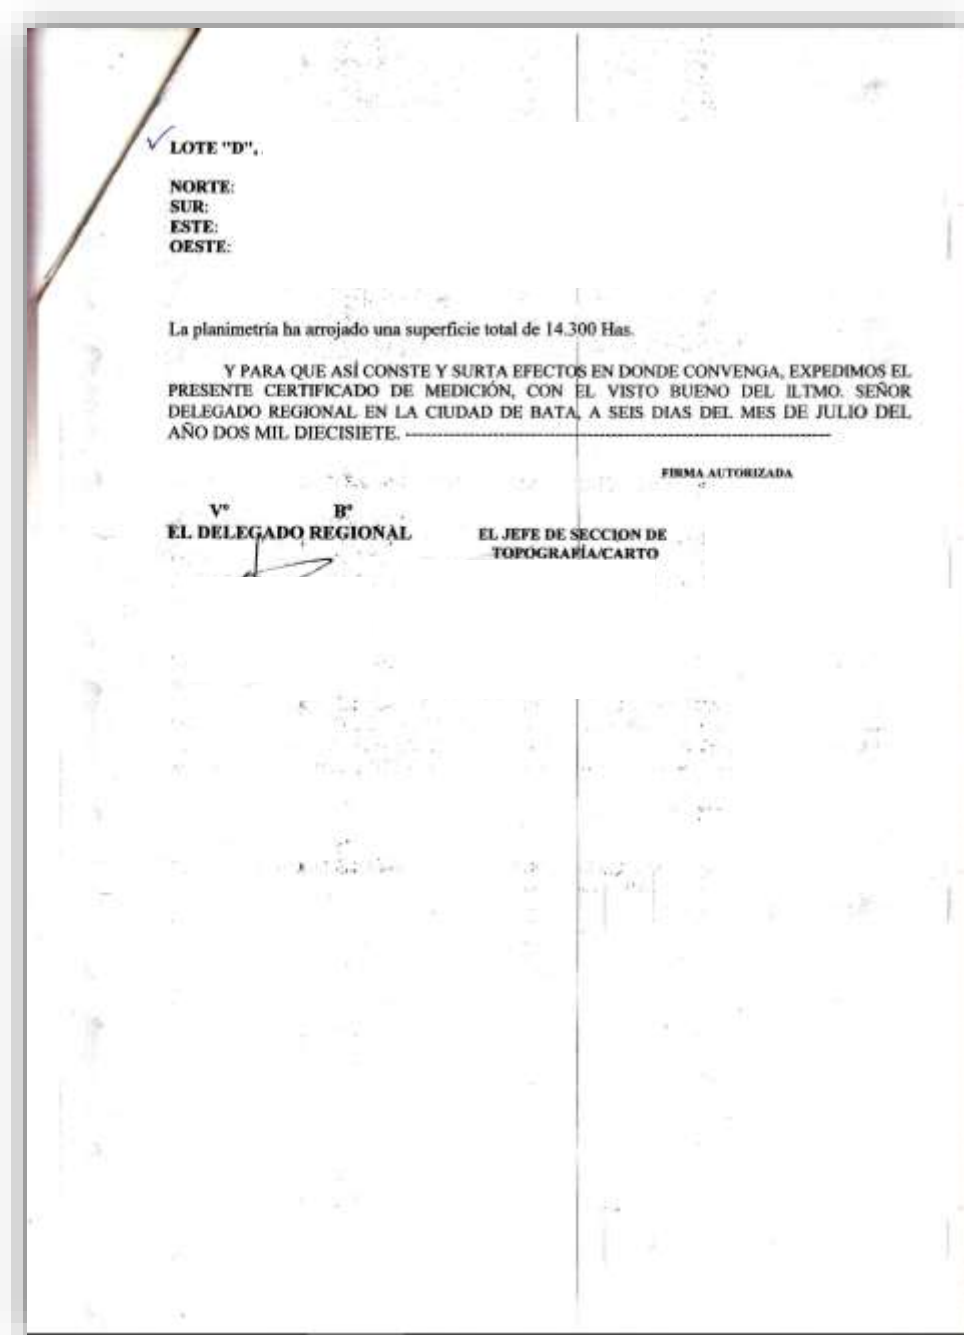 LOTE "D",
NORTE:
SUR:
ESTE:
OESTE:
La planimetría ha arrojado una superficie total de 14.300 Has.
Y PARA QUE ASÍ CONSTE Y SURTA EFECTOS EN DONDE CONVENGA, EXPEDIMOS EL
PRESENTE CERTIFICADO DE MEDICIÓN, CON EL VISTO BUENO DEL ILTMO. SEÑOR
DELEGADO REGIONAL EN LA CIUDAD DE BATA, A SEIS DIAS DEL MES DE JULIO DEL
AÑO DOS MIL DIECISIETE. ------------------------------------------------------------
FIRMA AUTORIZADA
Vº Bº
EL DELEGADO REGIONAL
EL JEFE DE SECCION DE
TOPOGRAFÍA/CARTO